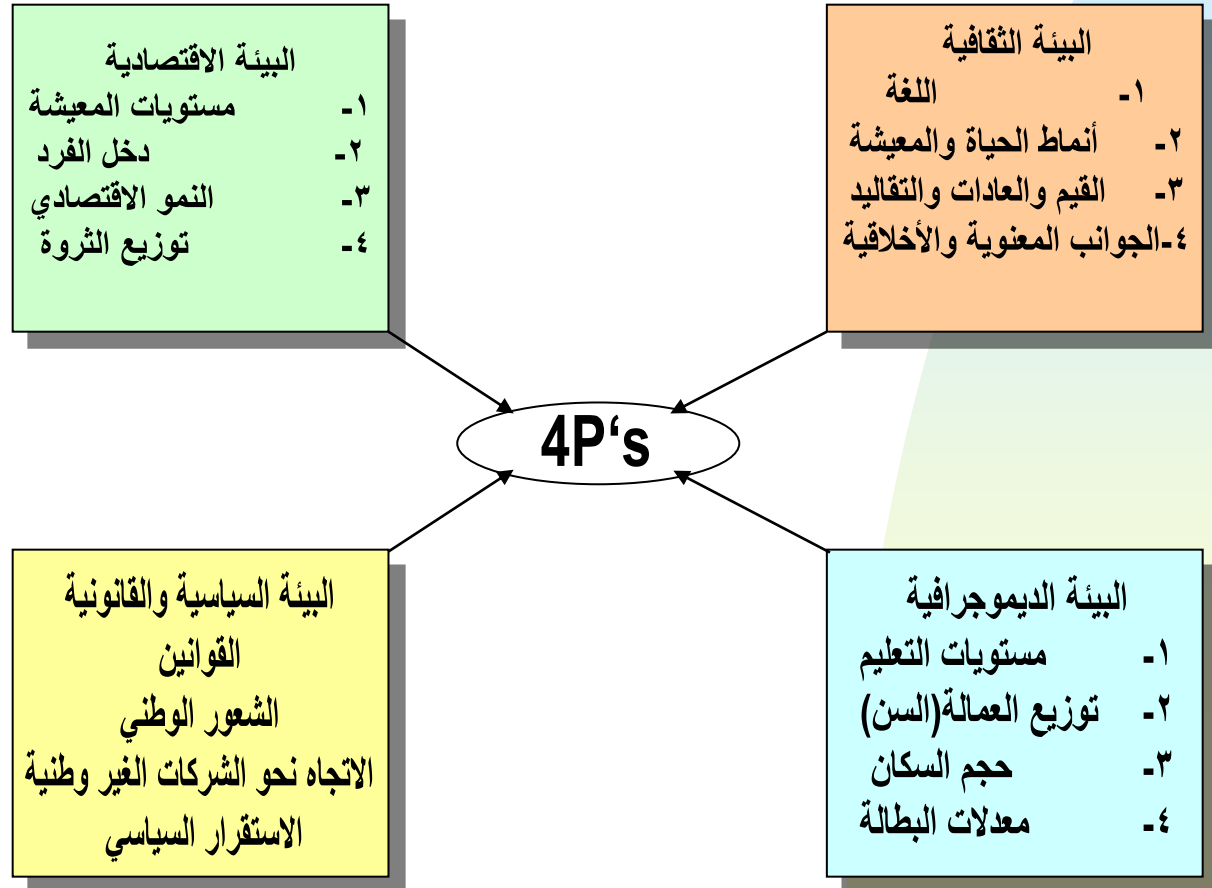 البيئة الثقافية
١- اللغة
٢- أنماط الحياة والمعيشة
٣- القيم والعادات والتقاليد
٤-الجوانب المعنوية والأخلاقية
البيئة الاقتصادية
١- مستويات المعيشة
٢- دخل الفرد
٣- النمو الاقتصادي
٤- توزيع الثروة
4P‘s
البيئة الديموجرافية
١- مستويات التعليم
٢- توزيع العمالة(السن)
٣- حجم السكان
٤- معدلات البطالة
البيئة السياسية والقانونية
القوانين
الشعور الوطني
الاتجاه نحو الشركات الغير وطنية
الاستقرار السياسي